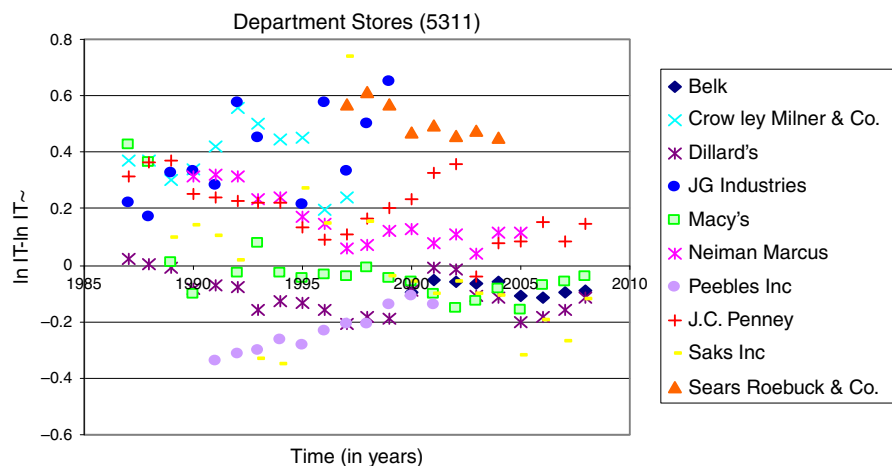 Department Stores (5311)
0.8
0.6
0.4
0.2
0
−0.2
−0.4
−0.6
1985
1990
1995
2000
2005
2010
ln IT-ln IT~
Time (in years)
Belk
Crow ley Milner & Co.
Dillard's
JG Industries
Macy's
Neiman Marcus
Peebles Inc
J.C. Penney
Saks Inc
Sears Roebuck & Co.